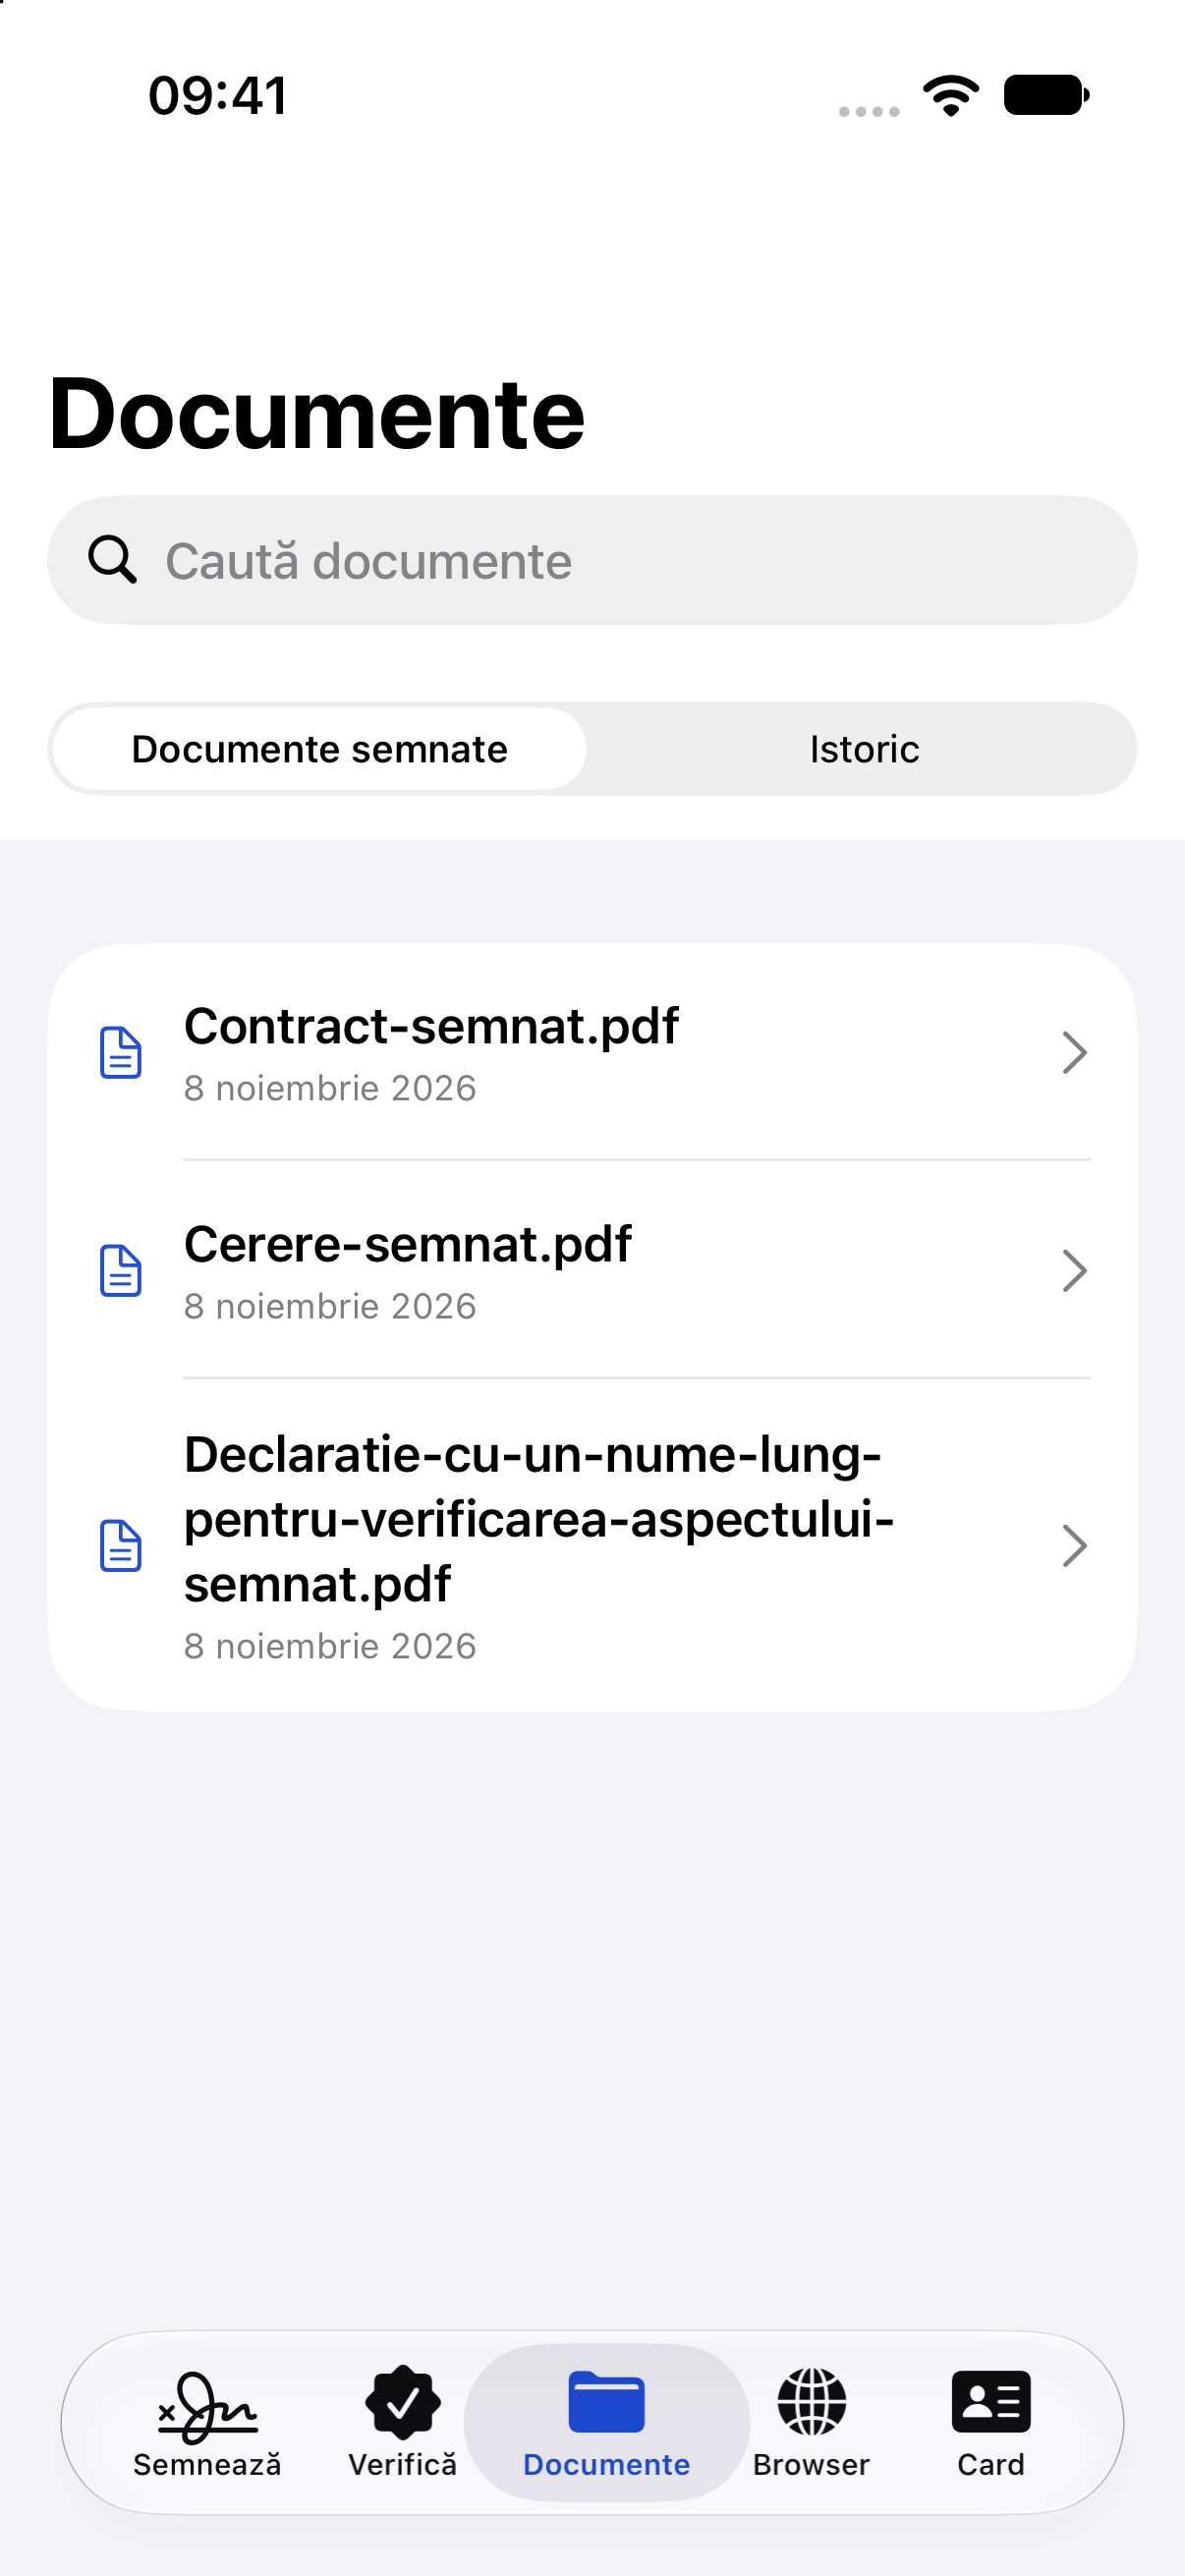 09:41
Documente
Caută documente
Documente semnate
Istoric
Contract-semnat.pdf
8 noiembrie 2026
Cerere-semnat.pdf
8 noiembrie 2026
Declaratie-cu-un-nume-lung-
pentru-verificarea-aspectului-
semnat.pdf
8 noiembrie 2026
Semnează
Verifică
Documente
Browser
Card